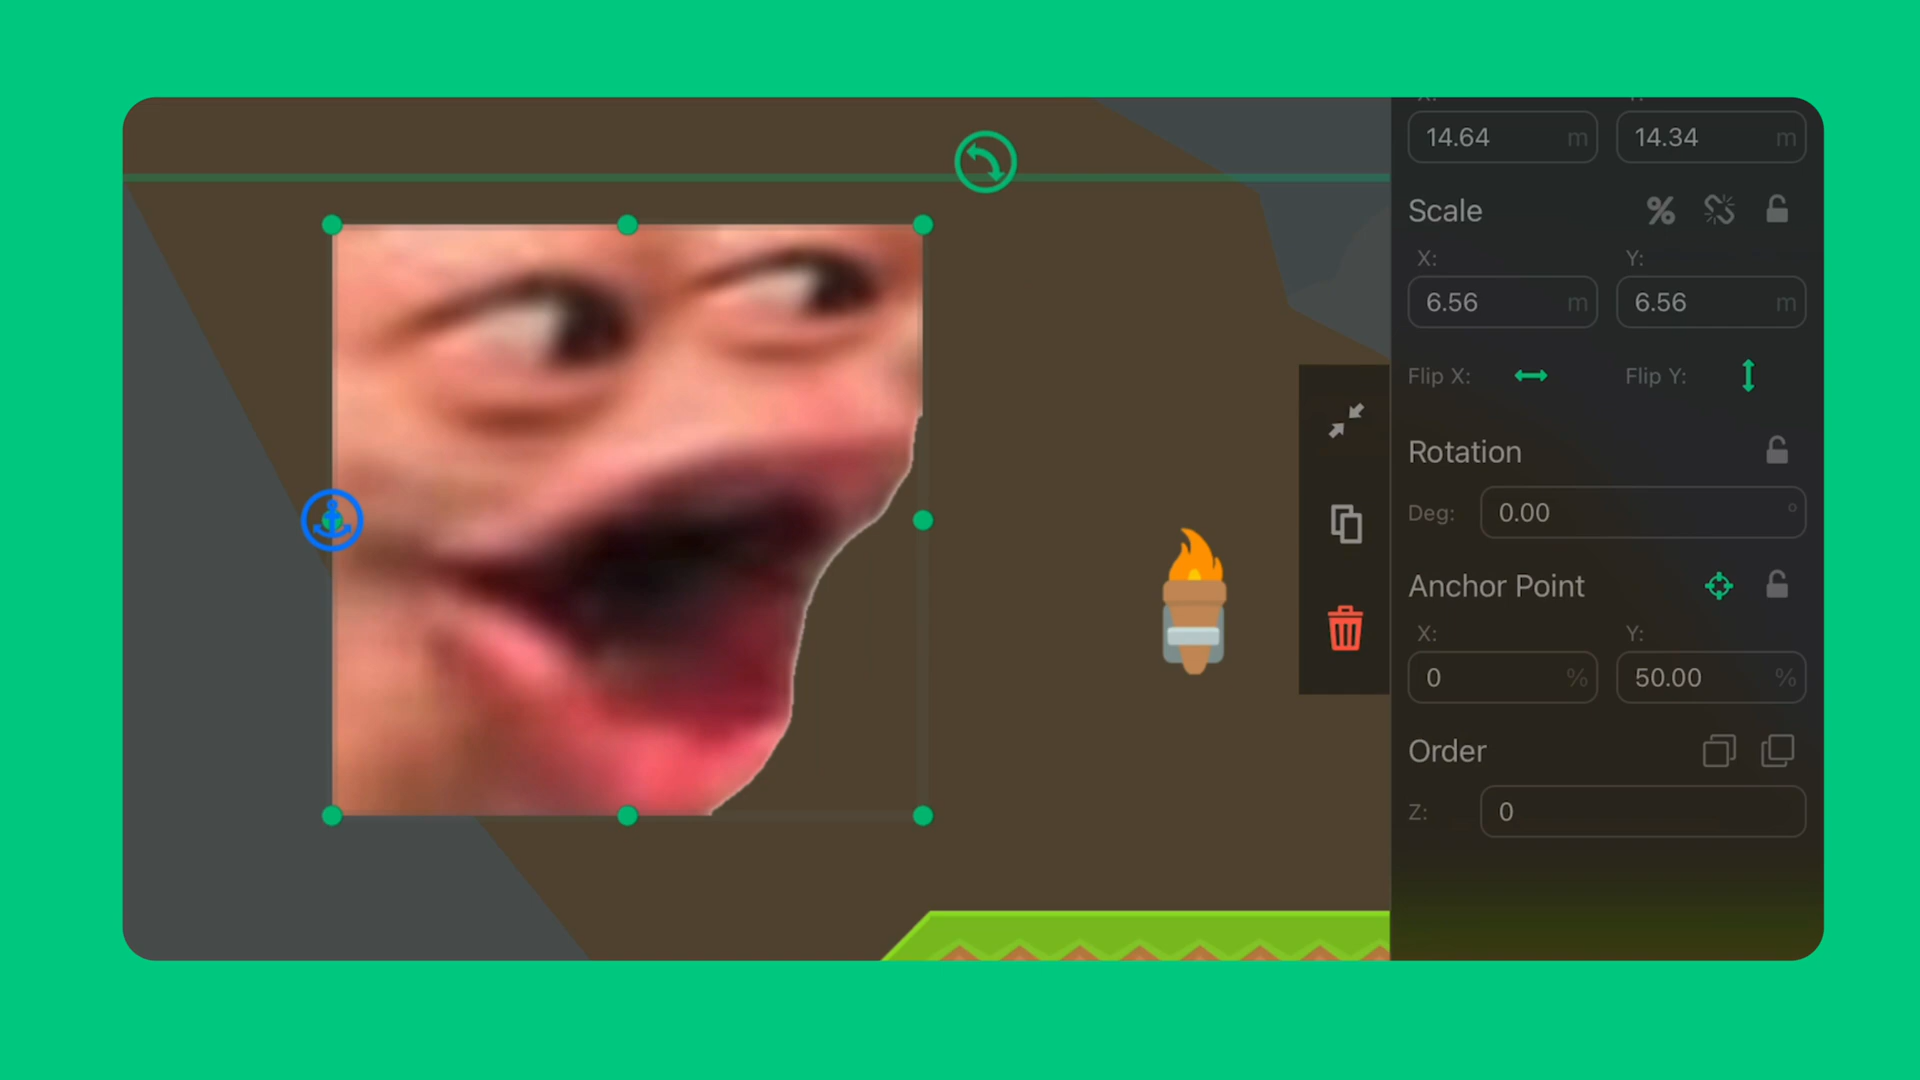 14.64 m 14.34 m
Scale %
X: Y:
6.56 m 6.56 m
Flip X: Flip Y:
Rotation
Deg: 0.00 °
Anchor Point
X: Y:
0 % 50.00 %
Order
Z: 0